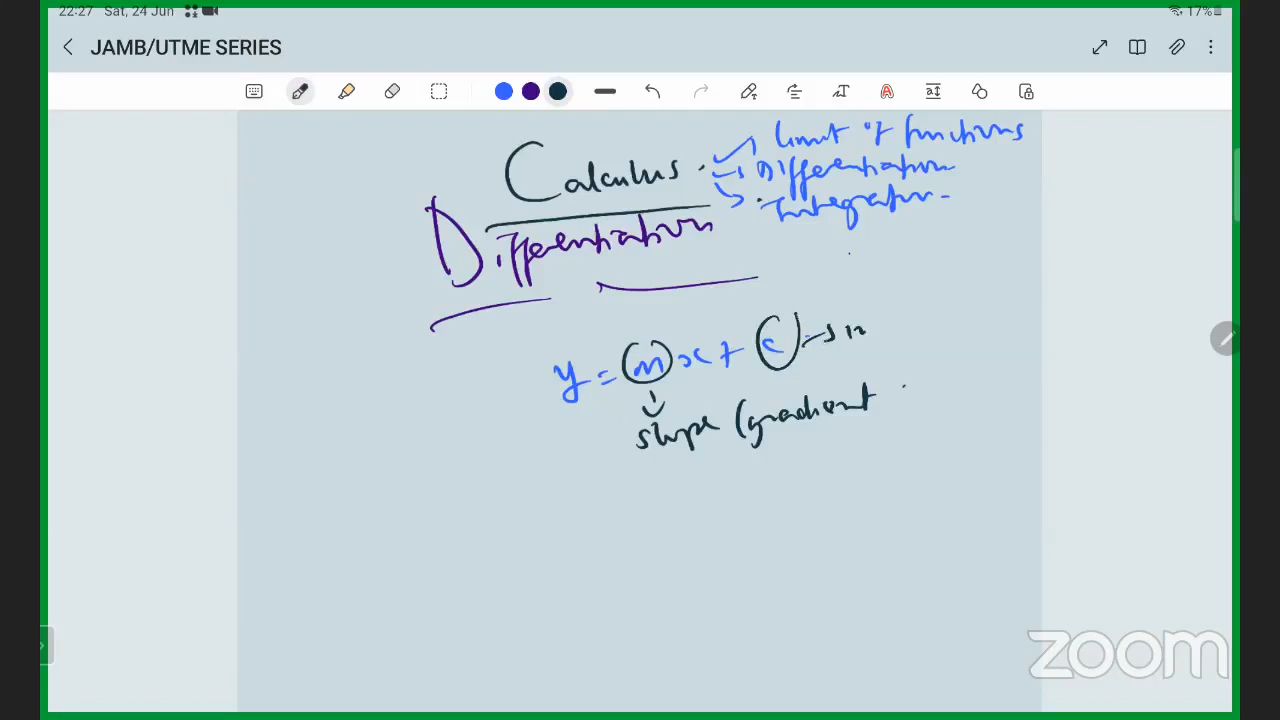 22:27 Sat, 24 Jun
17%
JAMB/UTME SERIES
Calculus
Limit of functions
Differentiation
Integration
Differentiation
y = mx + c
slope (gradient
zoom